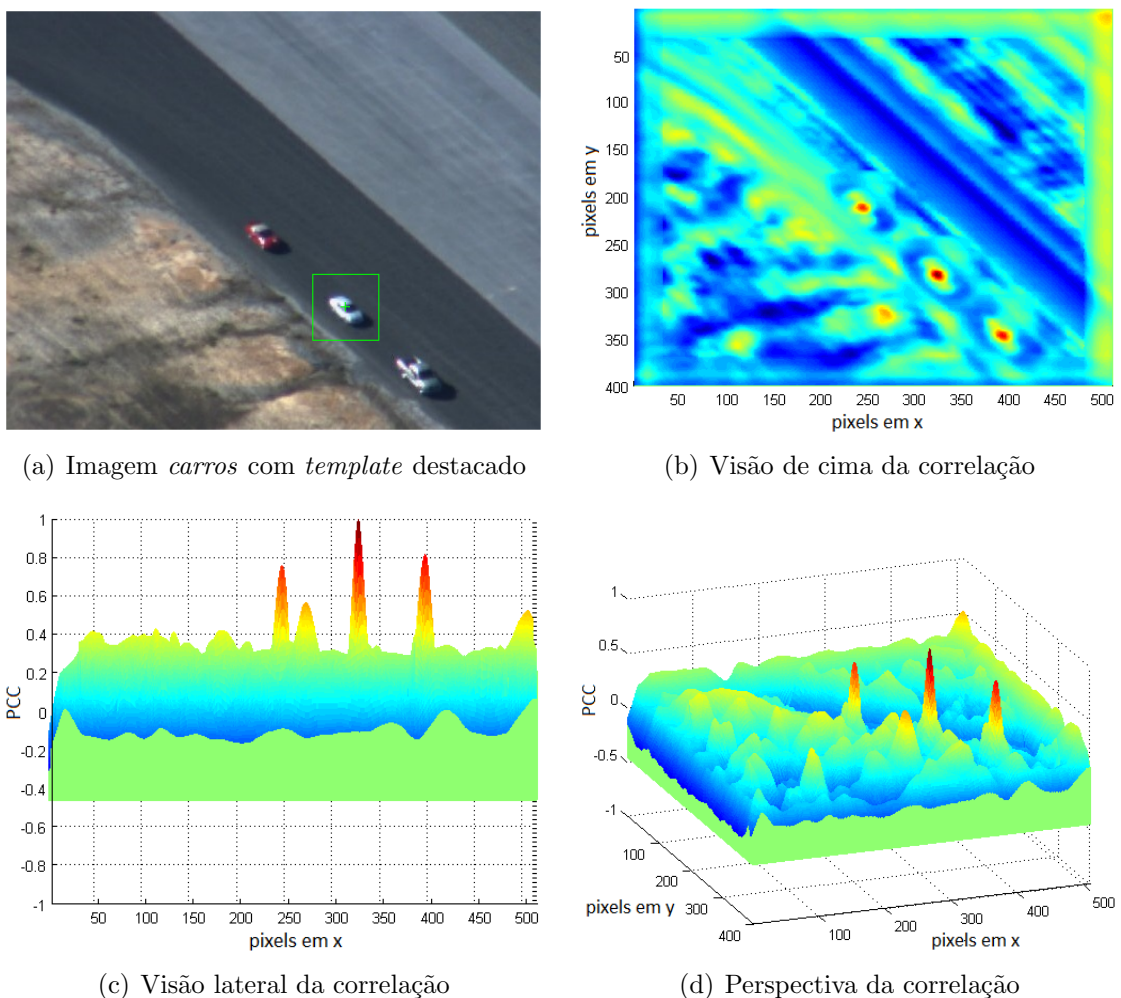 50
100
150
200
250
300
350
400
pixels em y
50 100 150 200 250 300 350 400 450 500
pixels em x
(a) Imagem carros com template destacado
(b) Visão de cima da correlação
1
0.8
0.6
0.4
0.2
0
-0.2
-0.4
-0.6
-0.8
-1
PCC
50 100 150 200 250 300 350 400 450 500
pixels em x
1
0.5
0
-0.5
-1
PCC
100
200
300
400
pixels em y
100 200 300 400 500
pixels em x
(c) Visão lateral da correlação
(d) Perspectiva da correlação